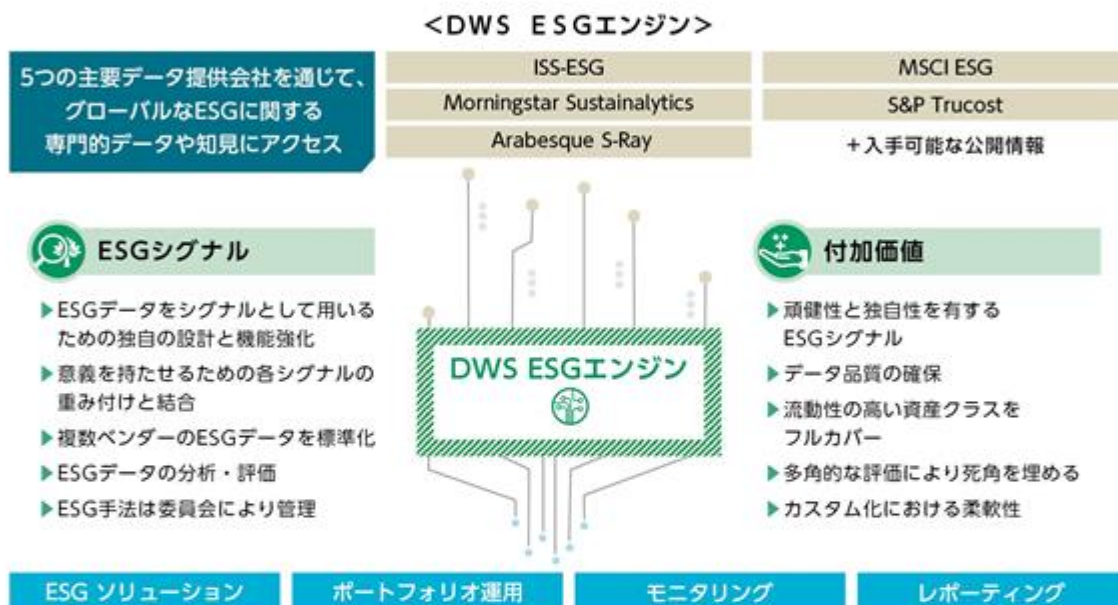 <DWS ESGエンジン>
5つの主要データ提供会社を通じて、
グローバルなESGに関する
専門的データや知見にアクセス
ISS-ESG
Morningstar Sustainalytics
Arabesque S-Ray
MSCI ESG
S&P Trucost
＋入手可能な公開情報
ESGシグナル
▶ESGデータをシグナルとして用いる
ための独自の設計と機能強化
▶意義を持たせるための各シグナルの
重み付けと結合
▶複数ベンダーのESGデータを標準化
▶ESGデータの分析・評価
▶ESG手法は委員会により管理
DWS ESGエンジン
付加価値
▶頑健性と独自性を有する
ESGシグナル
▶データ品質の確保
▶流動性の高い資産クラスを
フルカバー
▶多角的な評価により死角を埋める
▶カスタム化における柔軟性
ESG ソリューション
ポートフォリオ運用
モニタリング
レポーティング